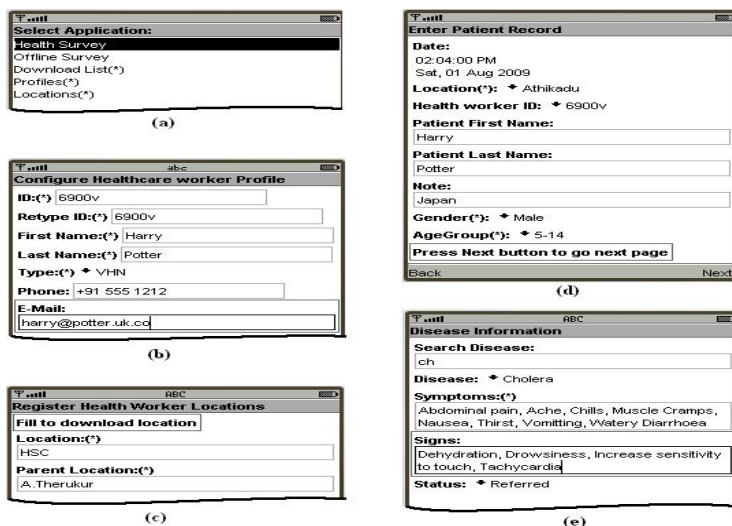 Select Application:
Health Survey
Offline Survey
Download List(*)
Profiles(*)
Locations(*)
(a)
abc
Configure Healthcare worker Profile
ID:(*) 6900v
Retype ID:(*) 6900v
First Name:(*) Harry
Last Name:(*) Potter
Type:(*) VHN
Phone: +91 555 1212
E-Mail:
harry@potter.uk.co
(b)
ABC
Register Health Worker Locations
Fill to download location
Location:(*)
HSC
Parent Location:(*)
A.Therukur
(c)
Enter Patient Record
Date:
02:04:00 PM
Sat, 01 Aug 2009
Location(*): Athikadu
Health worker ID: 6900v
Patient First Name:
Harry
Patient Last Name:
Potter
Note:
Japan
Gender(*): Male
AgeGroup(*): 5-14
Press Next button to go next page
Back Next
(d)
ABC
Disease Information
Search Disease:
ch
Disease: Cholera
Symptoms:(*)
Abdominal pain, Ache, Chills, Muscle Cramps,
Nausea, Thirst, Vomitting, Watery Diarrhoea
Signs:
Dehydration, Drowsiness, Increase sensitivity
to touch, Tachycardia
Status: Referred
(e)